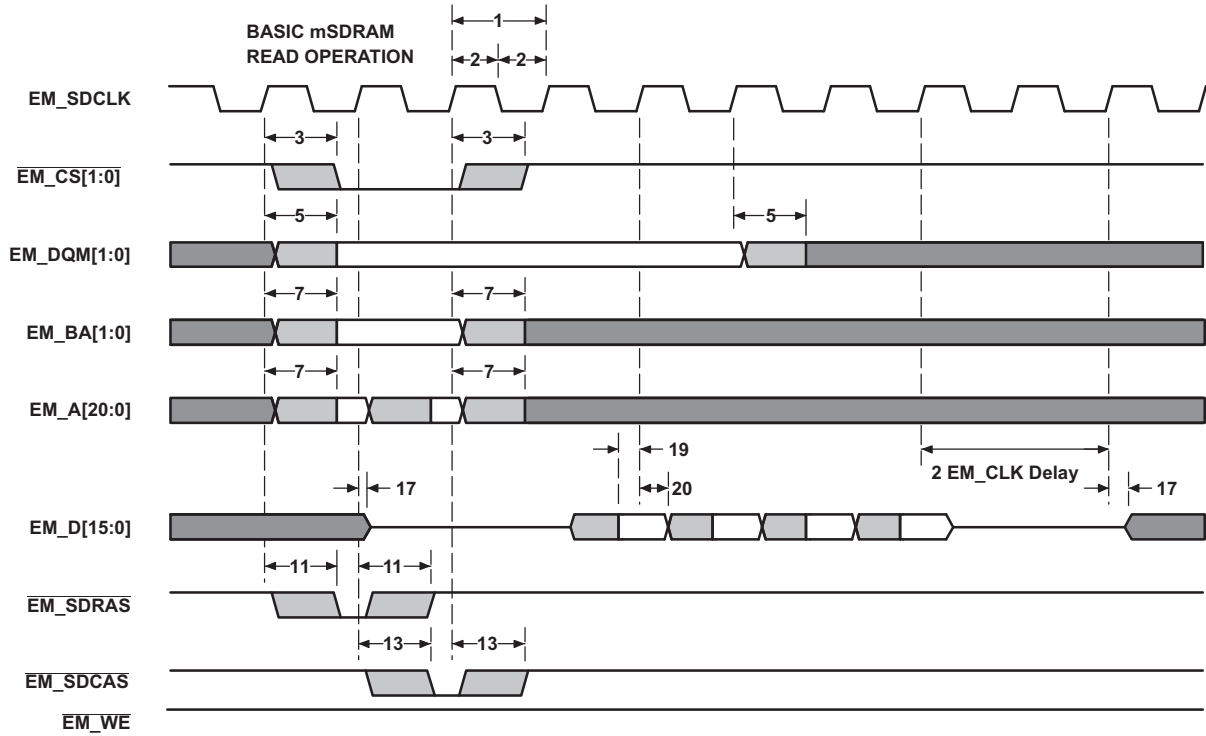 BASIC mSDRAM
READ OPERATION
1
2 2
EM_SDCLK
3 3
EM_CS[1:0]
5 5
EM_DQM[1:0]
7 7
EM_BA[1:0]
7 7
EM_A[20:0]
19
2 EM_CLK Delay
17 20 17
EM_D[15:0]
11 11
EM_SDRAS
13 13
EM_SDCAS
EM_WE